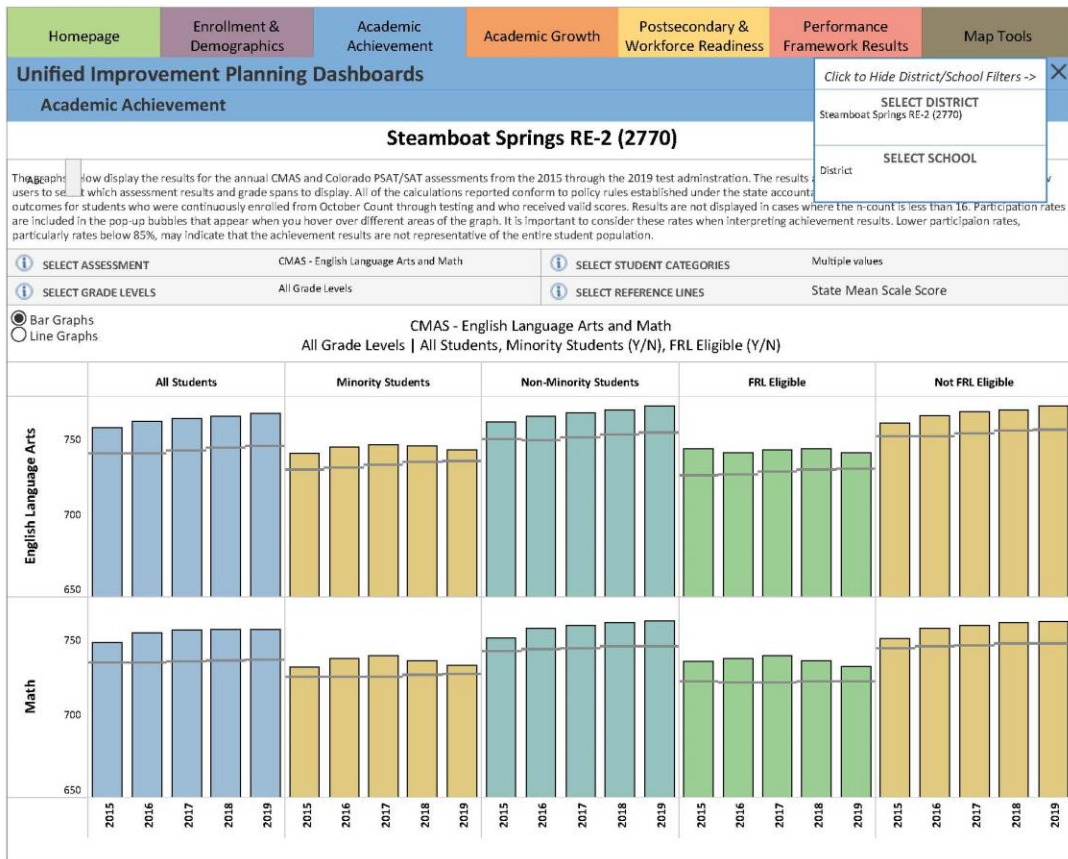 Homepage
Enrollment &
Demographics
Academic
Achievement
Academic Growth
Postsecondary &
Workforce Readiness
Performance
Framework Results
Map Tools
Unified Improvement Planning Dashboards
Click to Hide District/School Filters ->
Academic Achievement
SELECT DISTRICT
Steamboat Springs RE-2 (2770)
SELECT SCHOOL
District
Steamboat Springs RE-2 (2770)
Abc
The graphs below display the results for the annual CMAS and Colorado PSAT/SAT assessments from the 2015 through the 2019 test adminstration. The results
users to select which assessment results and grade spans to display. All of the calculations reported conform to policy rules established under the state
outcomes for students who were continuously enrolled from October Count through testing and who received valid scores. Results are not displayed in cases where the n-count is less than 16. Participation rates
are included in the pop-up bubbles that appear when you hover over different areas of the graph. It is important to consider these rates when interpreting achievement results. Lower participaion rates,
particularly rates below 85%, may indicate that the achievement results are not representative of the entire student population.
SELECT ASSESSMENT
CMAS - English Language Arts and Math
SELECT STUDENT CATEGORIES
Multiple values
SELECT GRADE LEVELS
All Grade Levels
SELECT REFERENCE LINES
State Mean Scale Score
Bar Graphs
Line Graphs
CMAS - English Language Arts and Math
All Grade Levels | All Students, Minority Students (Y/N), FRL Eligible (Y/N)
All Students
Minority Students
Non-Minority Students
FRL Eligible
Not FRL Eligible
English Language Arts
750
700
650
Math
750
700
650
2015 2016 2017 2018 2019 2015 2016 2017 2018 2019 2015 2016 2017 2018 2019 2015 2016 2017 2018 2019 2015 2016 2017 2018 2019